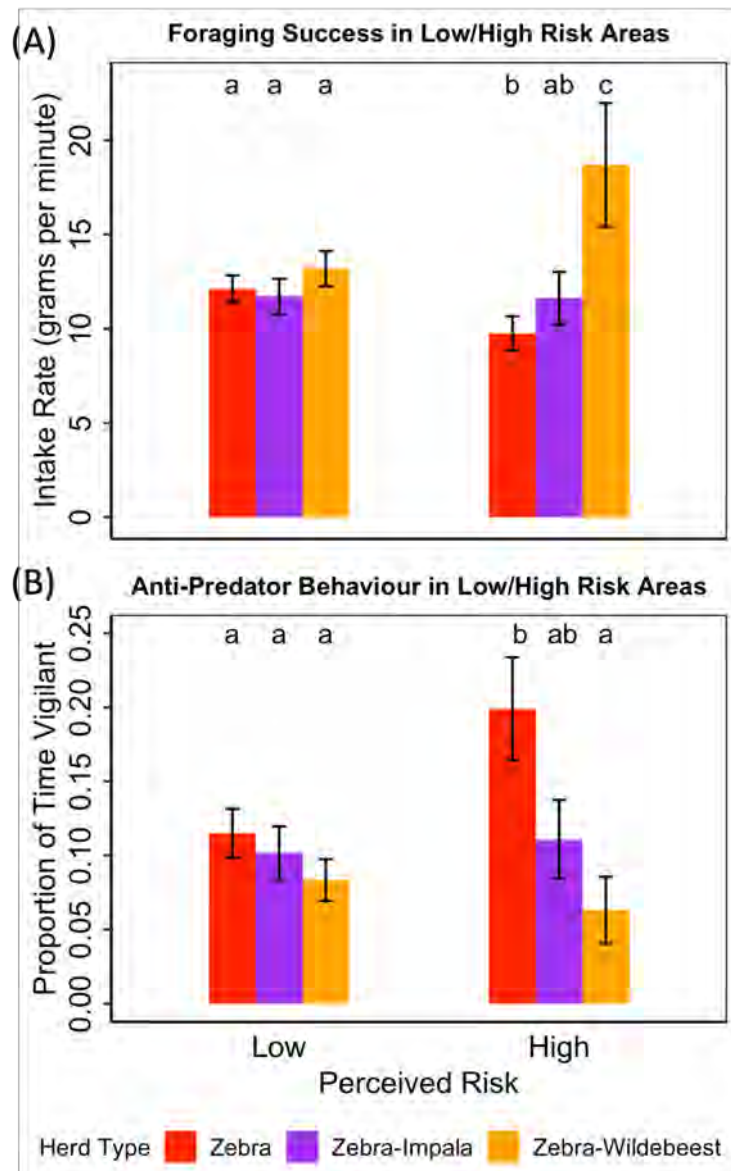 (A)
Foraging Success in Low/High Risk Areas
a a a b ab c
Intake Rate (grams per minute)
20
15
10
5
0
(B)
Anti-Predator Behaviour in Low/High Risk Areas
a a a b ab a
Proportion of Time Vigilant
0.25
0.20
0.15
0.10
0.05
0.00
Low High
Perceived Risk
Herd Type Zebra Zebra-Impala Zebra-Wildebeest